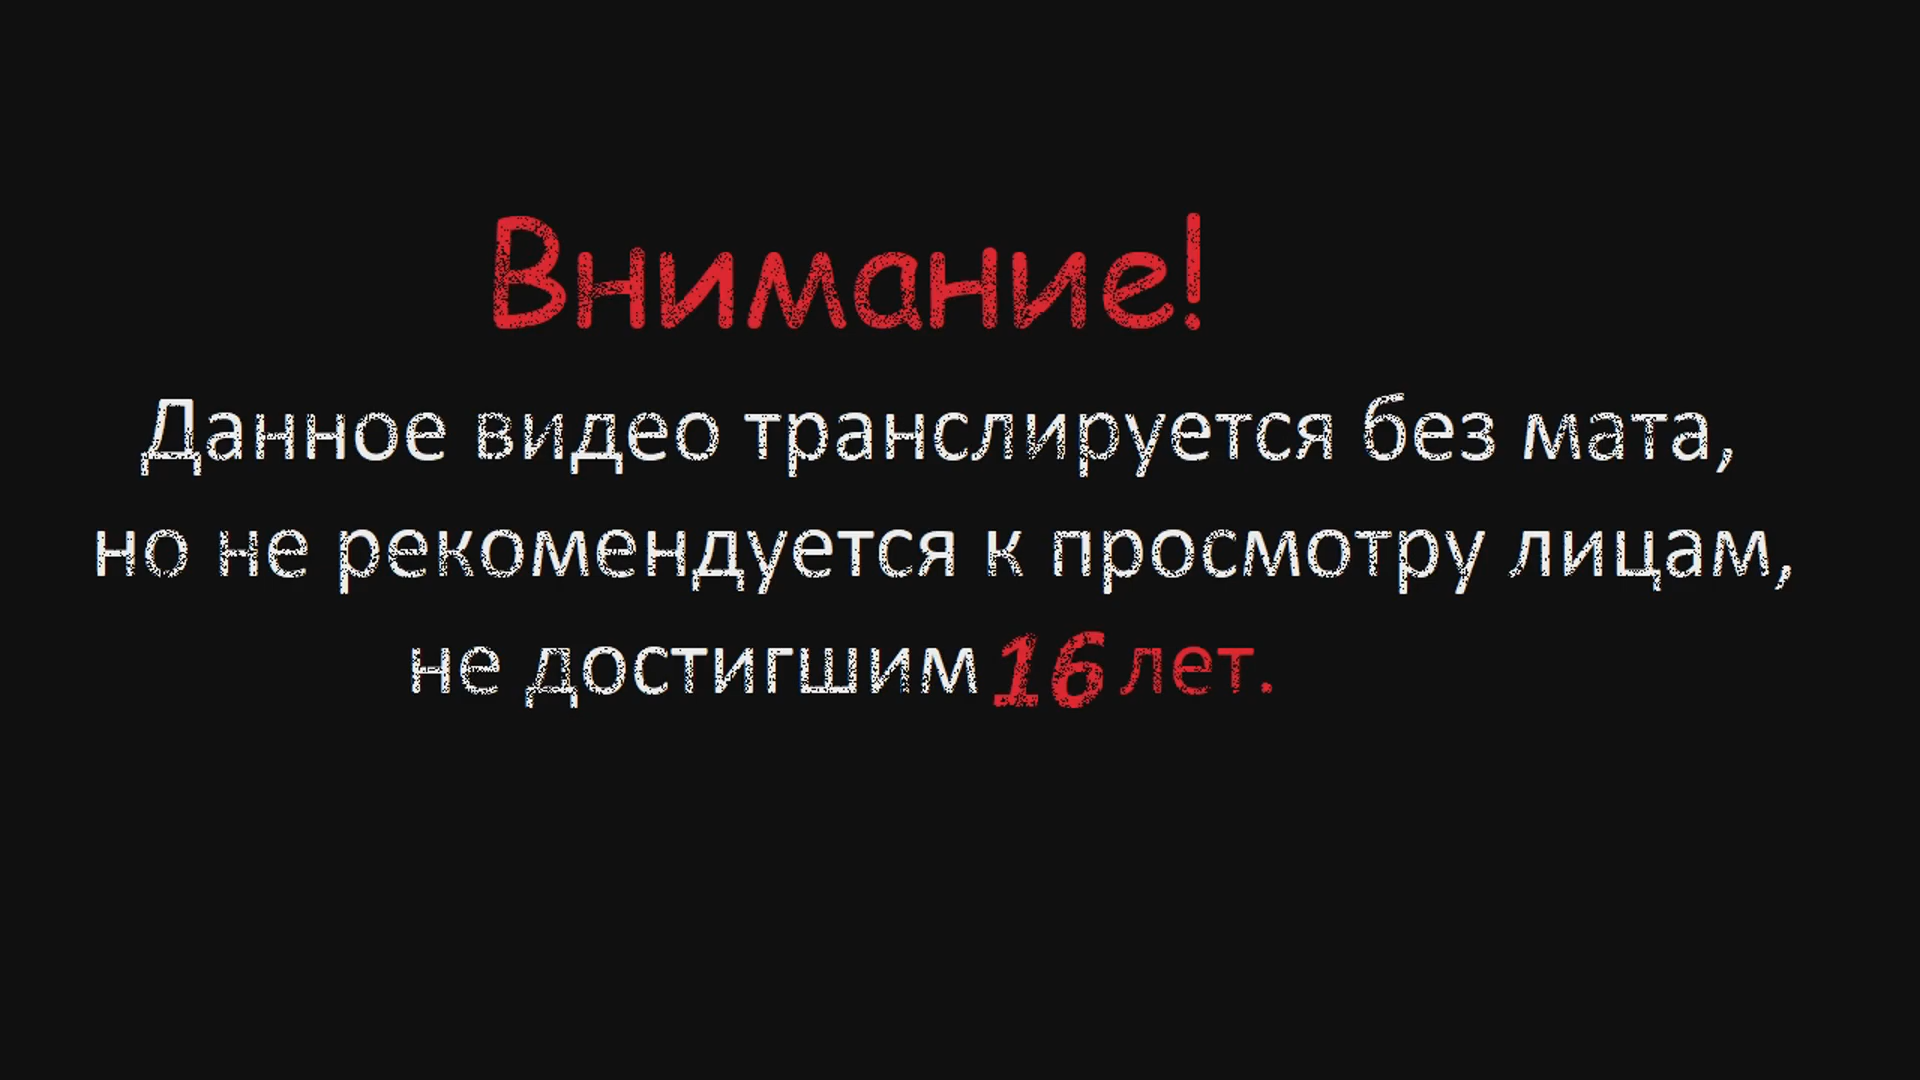 Внимание!
Данное видео транслируется без мата,
но не рекомендуется к просмотру лицам,
не достигшим 16 лет.